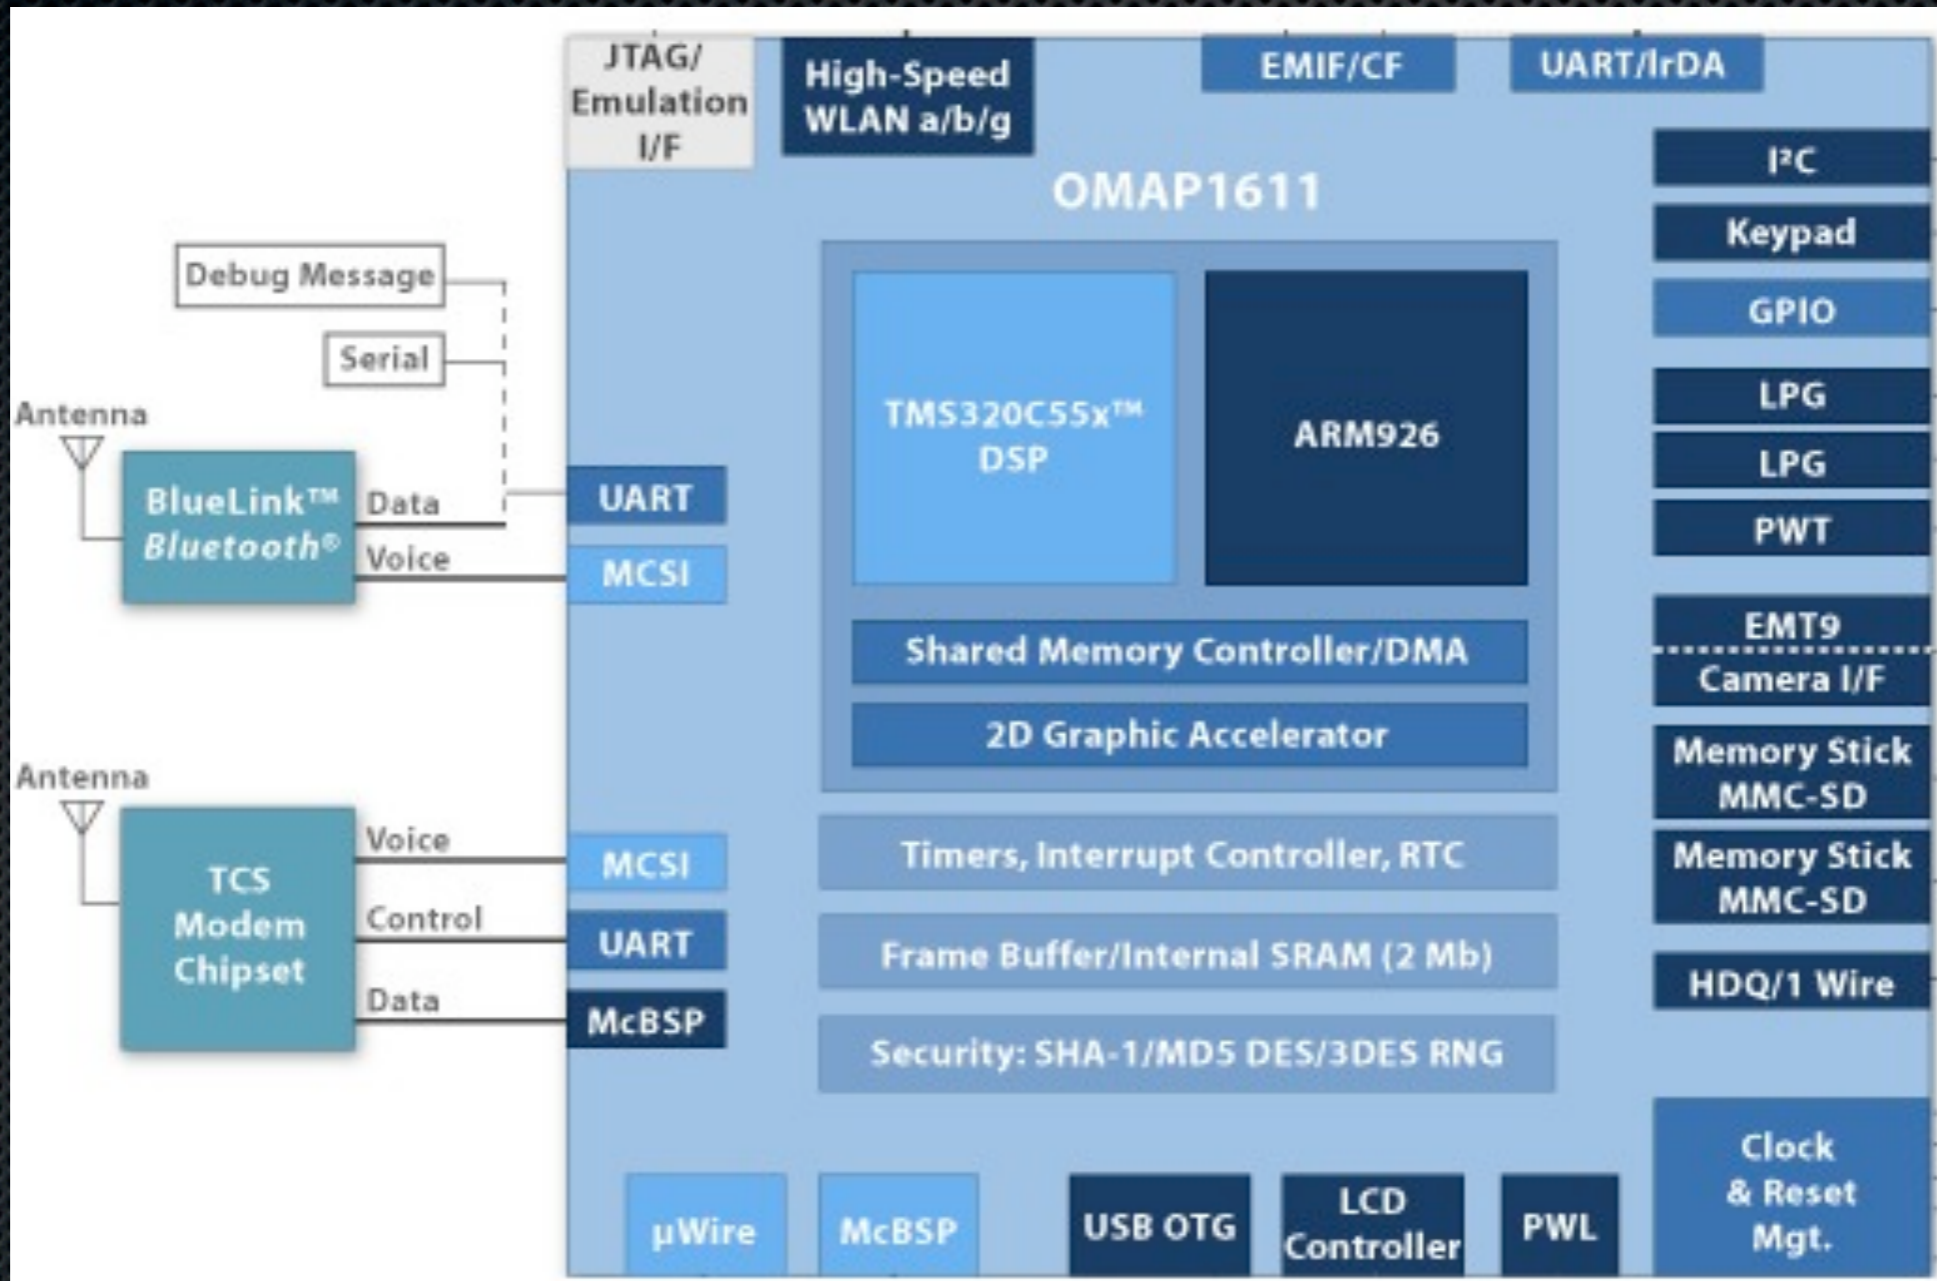 JTAG/
Emulation
I/F
High-Speed
WLAN a/b/g
EMIF/CF
UART/IrDA
OMAP1611
I²C
Keypad
GPIO
LPG
LPG
PWT
EMT9
Camera I/F
Memory Stick
MMC-SD
Memory Stick
MMC-SD
HDQ/1 Wire
Clock
& Reset
Mgt.
Debug Message
Serial
Antenna
BlueLink™
Bluetooth®
Data
Voice
UART
MCSI
TMS320C55x™
DSP
ARM926
Shared Memory Controller/DMA
2D Graphic Accelerator
Antenna
TCS
Modem
Chipset
Voice
Control
Data
MCSI
UART
McBSP
Timers, Interrupt Controller, RTC
Frame Buffer/Internal SRAM (2 Mb)
Security: SHA-1/MD5 DES/3DES RNG
µWire
McBSP
USB OTG
LCD
Controller
PWL